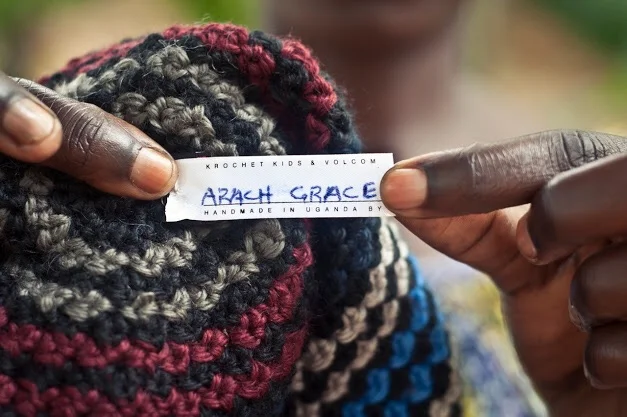 KROCHET KIDS & VOLCOM
ARACH GRACE
HANDMADE IN UGANDA BY